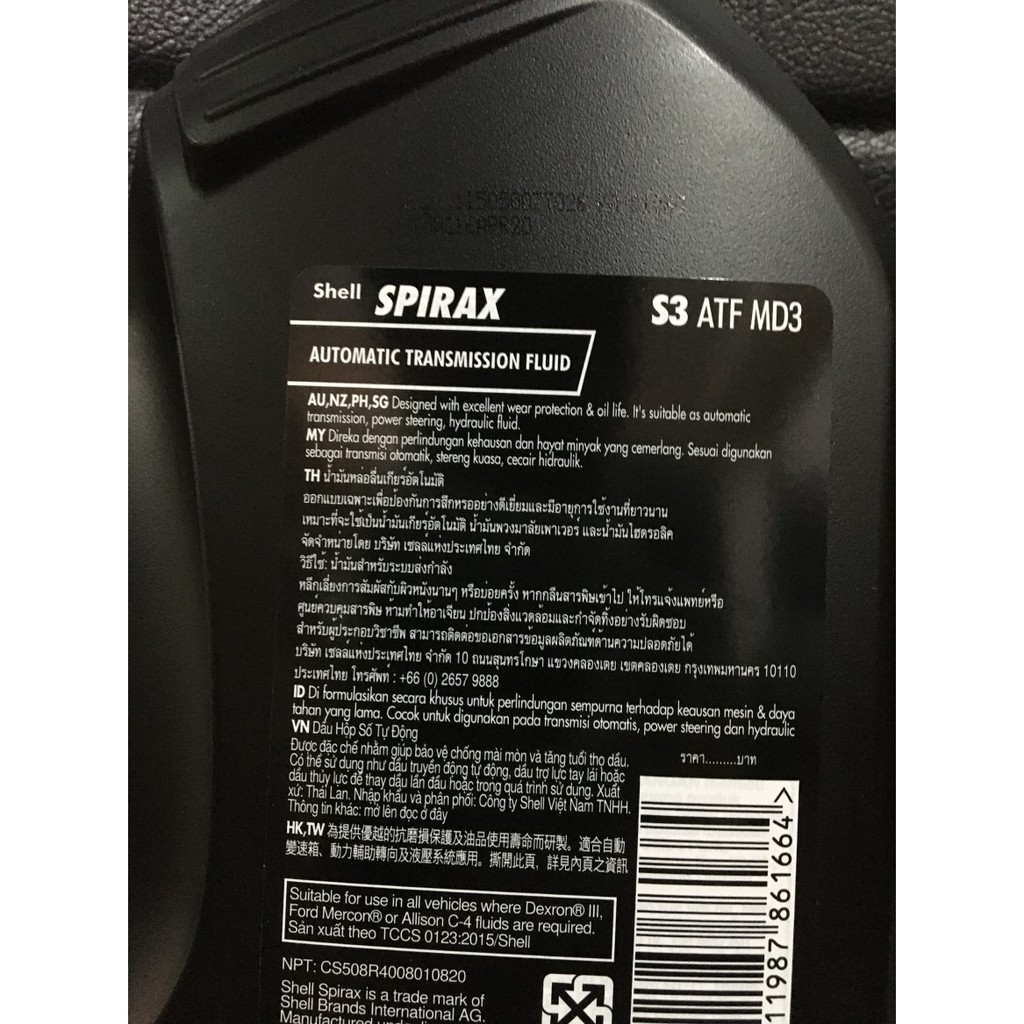 Shell SPIRAX S3 ATF MD3
AUTOMATIC TRANSMISSION FLUID
AU,NZ,PH,SG Designed with excellent wear protection & oil life. It's suitable as automatic
transmission, power steering, hydraulic fluid.
MY Direka dengan perlindungan kehausan dan hayat minyak yang cemerlang. Sesuai digunakan
sebagai transmisi otomatik, stereng kuasa, cecair hidraulik.
TH น้ำมันหล่อลื่นเกียร์อัตโนมัติ
ออกแบบเฉพาะเพื่อป้องกันการสึกหรออย่างดีเยี่ยมและมีอายุการใช้งานที่ยาวนาน
เหมาะที่จะใช้เป็นน้ำมันเกียร์อัตโนมัติ น้ำมันพวงมาลัยเพาเวอร์ และน้ำมันไฮดรอลิค
จัดจำหน่ายโดย บริษัท เชลล์แห่งประเทศไทย จำกัด
วิธีใช้: น้ำมันสำหรับระบบส่งกำลัง
หลีกเลี่ยงการสัมผัสกับผิวหนังนานๆ หรือบ่อยครั้ง หากกลืนสารพิษเข้าไป ให้โทรแจ้งแพทย์หรือ
ศูนย์ควบคุมสารพิษ ห้ามทำให้อาเจียน ปกป้องสิ่งแวดล้อมและกำจัดทิ้งอย่างรับผิดชอบ
สำหรับผู้ประกอบวิชาชีพ สามารถติดต่อขอเอกสารข้อมูลผลิตภัณฑ์ด้านความปลอดภัยได้
บริษัท เชลล์แห่งประเทศไทย จำกัด 10 ถนนสุนทรโกษา แขวงคลองเตย เขตคลองเตย กรุงเทพมหานคร 10110
ประเทศไทย โทรศัพท์ : +66 (0) 2657 9888
ID Di formulasikan secara khusus untuk perlindungan sempurna terhadap keausan mesin & daya
tahan yang lama. Cocok untuk digunakan pada transmisi otomatis, power steering dan hydraulic
VN Dầu Hộp Số Tự Động
Được đặc chế nhằm giúp bảo vệ chống mài mòn và tăng tuổi thọ dầu.
Có thể sử dụng như dầu truyền động tự động, dầu trợ lực tay lái hoặc
dầu thủy lực để thay dầu lần đầu hoặc trong quá trình sử dụng. Xuất
xứ: Thái Lan. Nhập khẩu và phân phối: Công ty Shell Việt Nam TNHH.
Thông tin khác: mở lên đọc ở đây
ราคา.........บาท
HK,TW 為提供優越的抗磨損保護及油品使用壽命而研製。適合自動
變速箱、動力輔助轉向及液壓系統應用。撕開此頁，詳見內頁之資訊
Suitable for use in all vehicles where Dexron® III,
Ford Mercon® or Allison C-4 fluids are required.
Sản xuất theo TCCS 0123:2015/Shell
NPT: CS508R4008010820
Shell Spirax is a trade mark of
Shell Brands International AG.
Manufactured
11987 861664 >